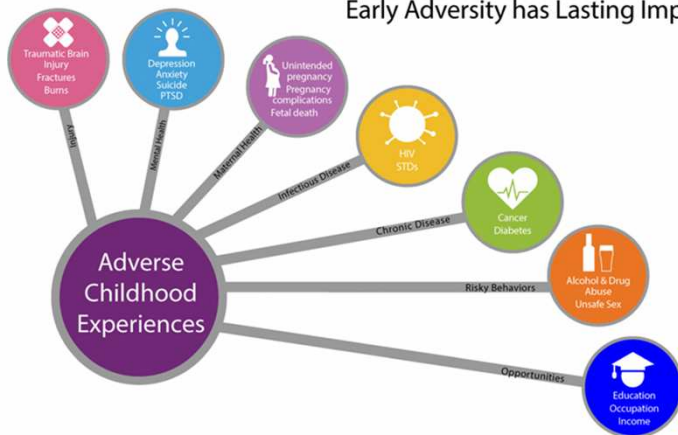 Early Adversity has Lasting
Traumatic Brain
Injury
Fractures
Burns
Depression
Anxiety
Suicide
PTSD
Unintended
pregnancy
Pregnancy
complications
Fetal death
HIV
STDs
Cancer
Diabetes
Alcohol & Drug
Abuse
Unsafe Sex
Education
Occupation
Income
Injury
Mental Health
Maternal Health
Infectious Disease
Chronic Disease
Risky Behaviors
Opportunities
Adverse
Childhood
Experiences